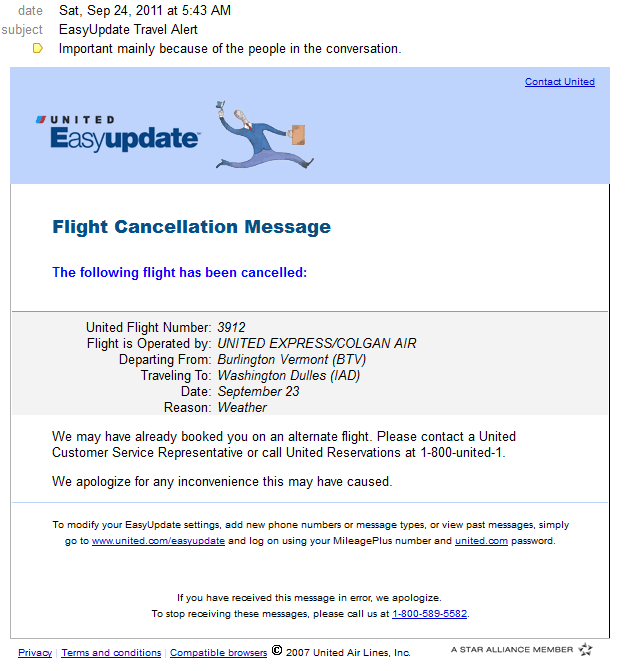 date Sat, Sep 24, 2011 at 5:43 AM
subject EasyUpdate Travel Alert
Important mainly because of the people in the conversation.
Contact United
UNITED
Easyupdate™
Flight Cancellation Message
The following flight has been cancelled:
United Flight Number: 3912
Flight is Operated by: UNITED EXPRESS/COLGAN AIR
Departing From: Burlington Vermont (BTV)
Traveling To: Washington Dulles (IAD)
Date: September 23
Reason: Weather
We may have already booked you on an alternate flight. Please contact a United
Customer Service Representative or call United Reservations at 1-800-united-1.
We apologize for any inconvenience this may have caused.
To modify your EasyUpdate settings, add new phone numbers or message types, or view past messages, simply
go to www.united.com/easyupdate and log on using your MileagePlus number and united.com password.
If you have received this message in error, we apologize.
To stop receiving these messages, please call us at 1-800-589-5582.
Privacy | Terms and conditions | Compatible browsers © 2007 United Air Lines, Inc. A STAR ALLIANCE MEMBER